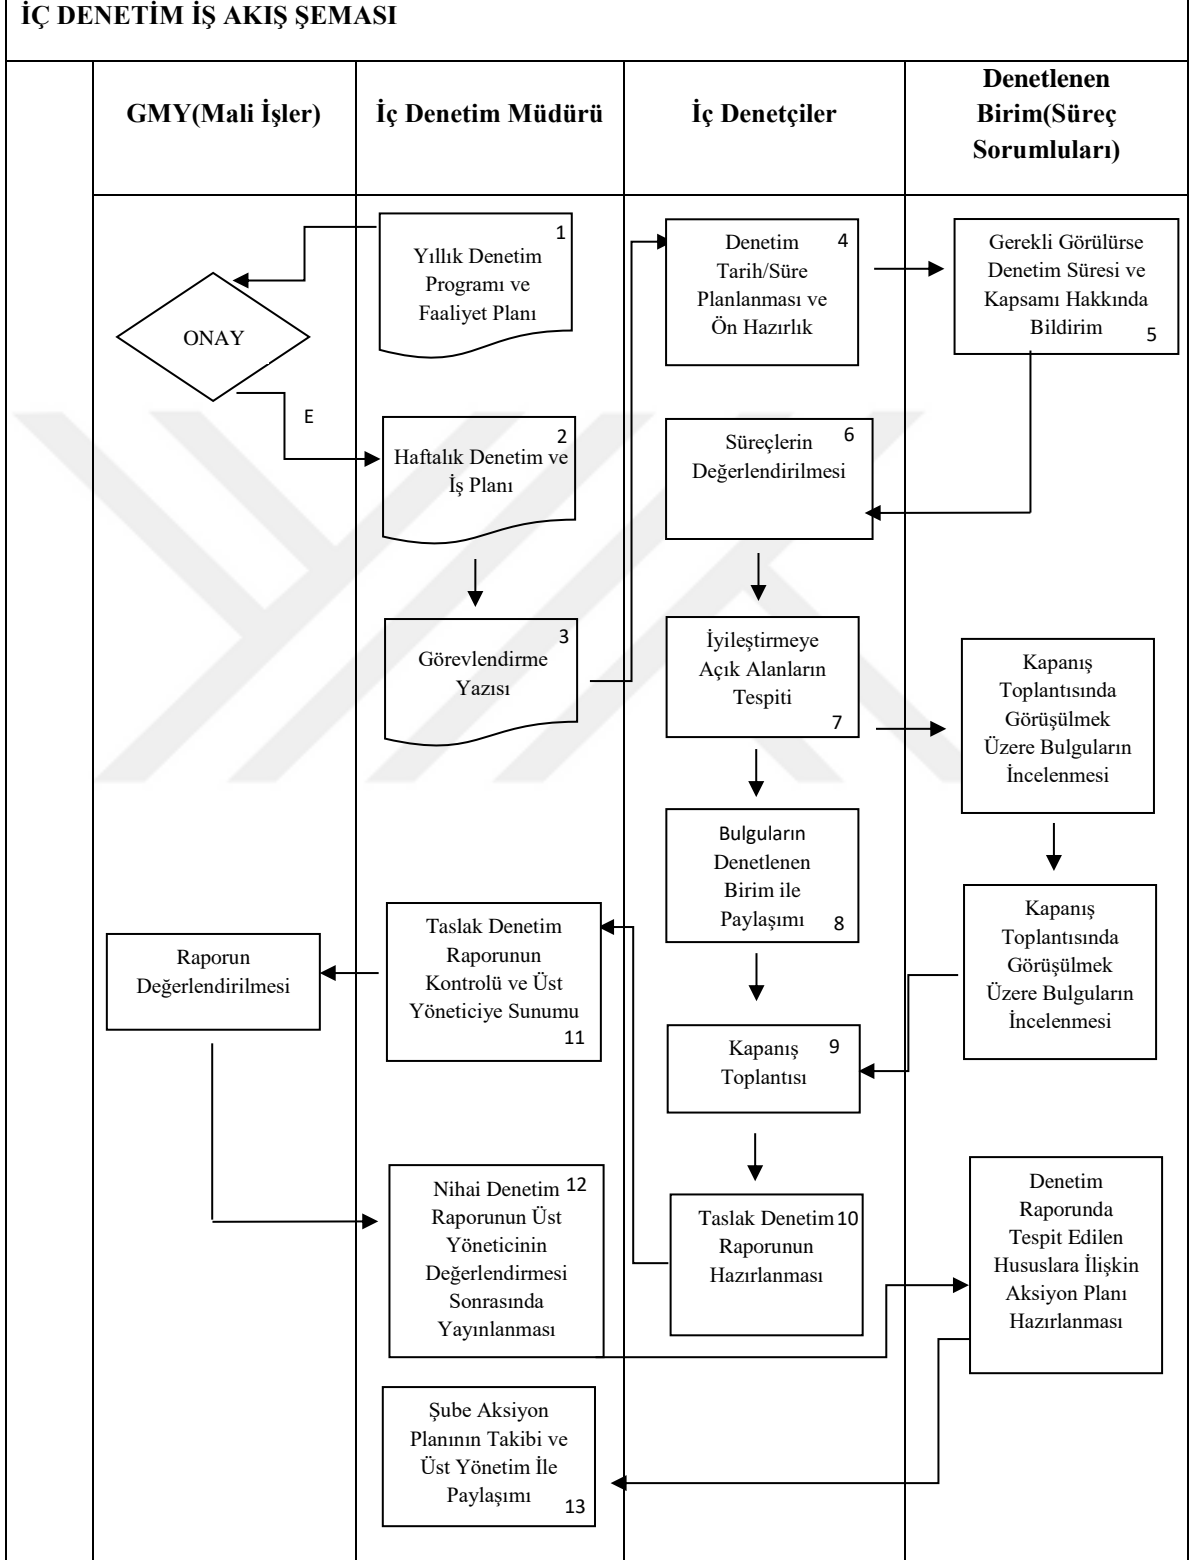 İÇ DENETİM İŞ AKIŞ ŞEMASI
GMY(Mali İşler)
İç Denetim Müdürü
İç Denetçiler
Denetlenen
Birim(Süreç
Sorumluları)
1
Yıllık Denetim
Programı ve
Faaliyet Planı
ONAY
E
2
Haftalık Denetim ve
İş Planı
3
Görevlendirme
Yazısı
Denetim 4
Tarih/Süre
Planlanması ve
Ön Hazırlık
Gerekli Görülürse
Denetim Süresi ve
Kapsamı Hakkında
Bildirim 5
Süreçlerin 6
Değerlendirilmesi
İyileştirmeye
Açık Alanların
Tespiti
7
Kapanış
Toplantısında
Görüşülmek
Üzere Bulguların
İncelenmesi
Bulguların
Denetlenen
Birim ile
Paylaşımı 8
Kapanış
Toplantısında
Görüşülmek
Üzere Bulguların
İncelenmesi
Kapanış 9
Toplantısı
Taslak Denetim 10
Raporunun
Hazırlanması
Taslak Denetim
Raporunun
Kontrolü ve Üst
Yöneticiye Sunumu
11
Raporun
Değerlendirilmesi
Nihai Denetim 12
Raporunun Üst
Yöneticinin
Değerlendirmesi
Sonrasında
Yayınlanması
Denetim
Raporunda
Tespit Edilen
Hususlara İlişkin
Aksiyon Planı
Hazırlanması
Şube Aksiyon
Planının Takibi ve
Üst Yönetim İle
Paylaşımı
13